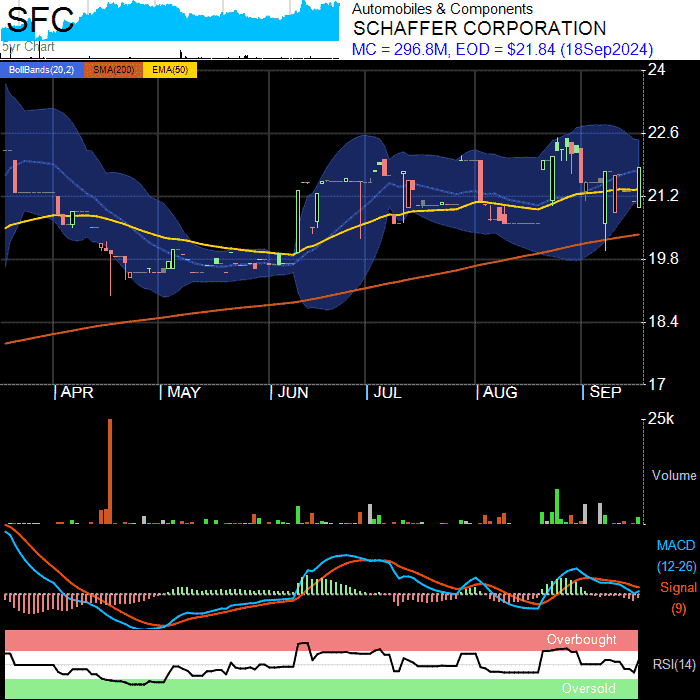 SFC
5yr Chart
Automobiles & Components
SCHAFFER CORPORATION
MC = 296.8M, EOD = $21.84 (18Sep2024)
BollBands(20,2) SMA(200) EMA(50)
24
22.6
21.2
19.8
18.4
17
APR MAY JUN JUL AUG SEP
25k
Volume
MACD
(12-26)
Signal
(9)
Overbought
RSI(14)
Oversold